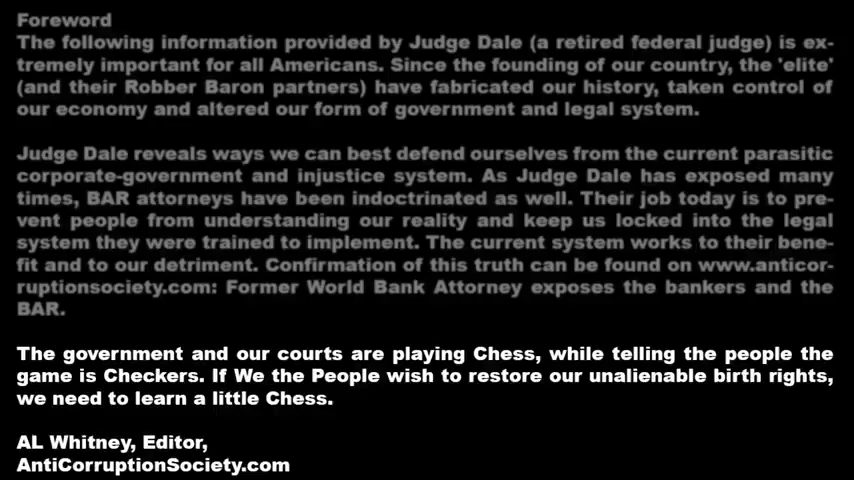 Foreword
The following information provided by Judge Dale (a retired federal judge) is ex-
tremely important for all Americans. Since the founding of our country, the 'elite'
(and their Robber Baron partners) have fabricated our history, taken control of
our economy and altered our form of government and legal system.
Judge Dale reveals ways we can best defend ourselves from the current parasitic
corporate-government and injustice system. As Judge Dale has exposed many
times, BAR attorneys have been indoctrinated as well. Their job today is to pre-
vent people from understanding our reality and keep us locked into the legal
system they were trained to implement. The current system works to their bene-
fit and to our detriment. Confirmation of this truth can be found on www.anticor-
ruptionsociety.com: Former World Bank Attorney exposes the bankers and the
BAR.
The government and our courts are playing Chess, while telling the people the
game is Checkers. If We the People wish to restore our unalienable birth rights,
we need to learn a little Chess.
AL Whitney, Editor,
AntiCorruptionSociety.com